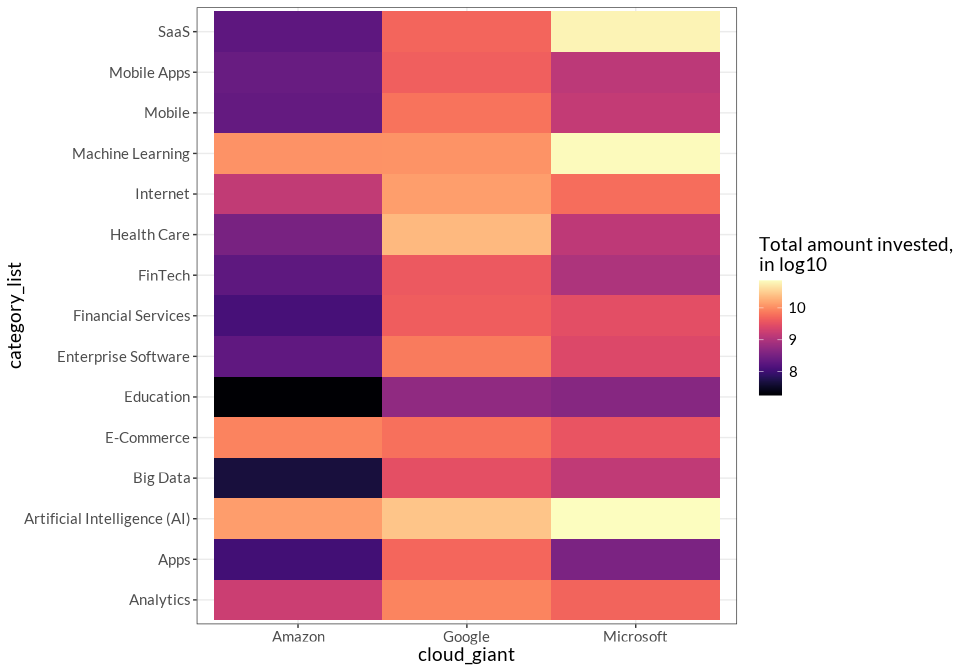 SaaS
Mobile Apps
Mobile
Machine Learning
Internet
Health Care
FinTech
Financial Services
Enterprise Software
Education
E-Commerce
Big Data
Artificial Intelligence (AI)
Apps
Analytics
category_list
Amazon
Google
Microsoft
cloud_giant
Total amount invested,
in log10
10
9
8